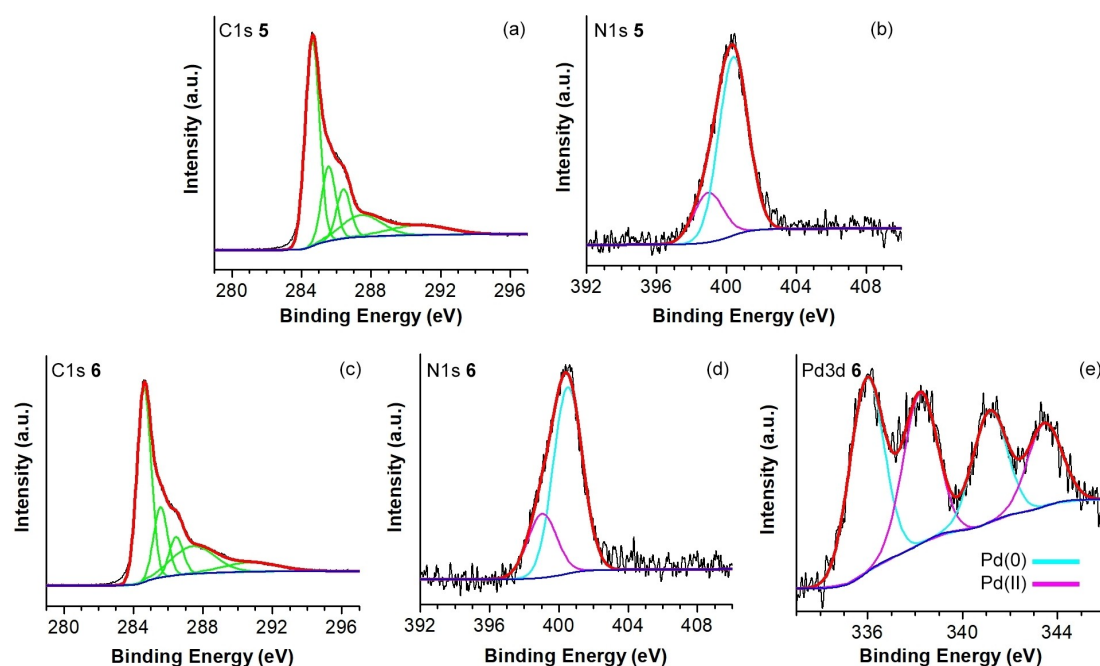 C1s 5
(a)
Intensity (a.u.)
280 284 288 292 296
Binding Energy (eV)
N1s 5
(b)
Intensity (a.u.)
392 396 400 404 408
Binding Energy (eV)
C1s 6
(c)
Intensity (a.u.)
280 284 288 292 296
Binding Energy (eV)
N1s 6
(d)
Intensity (a.u.)
392 396 400 404 408
Binding Energy (eV)
Pd3d 6
(e)
Intensity (a.u.)
Pd(0)
Pd(II)
336 340 344
Binding Energy (eV)